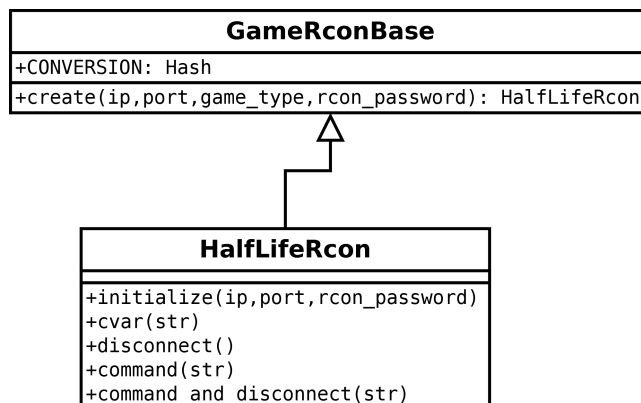 GameRconBase
+CONVERSION: Hash
+create(ip,port,game_type,rcon_password): HalfLifeRcon
HalfLifeRcon
+initialize(ip,port,rcon_password)
+cvar(str)
+disconnect()
+command(str)
+command and disconnect(str)